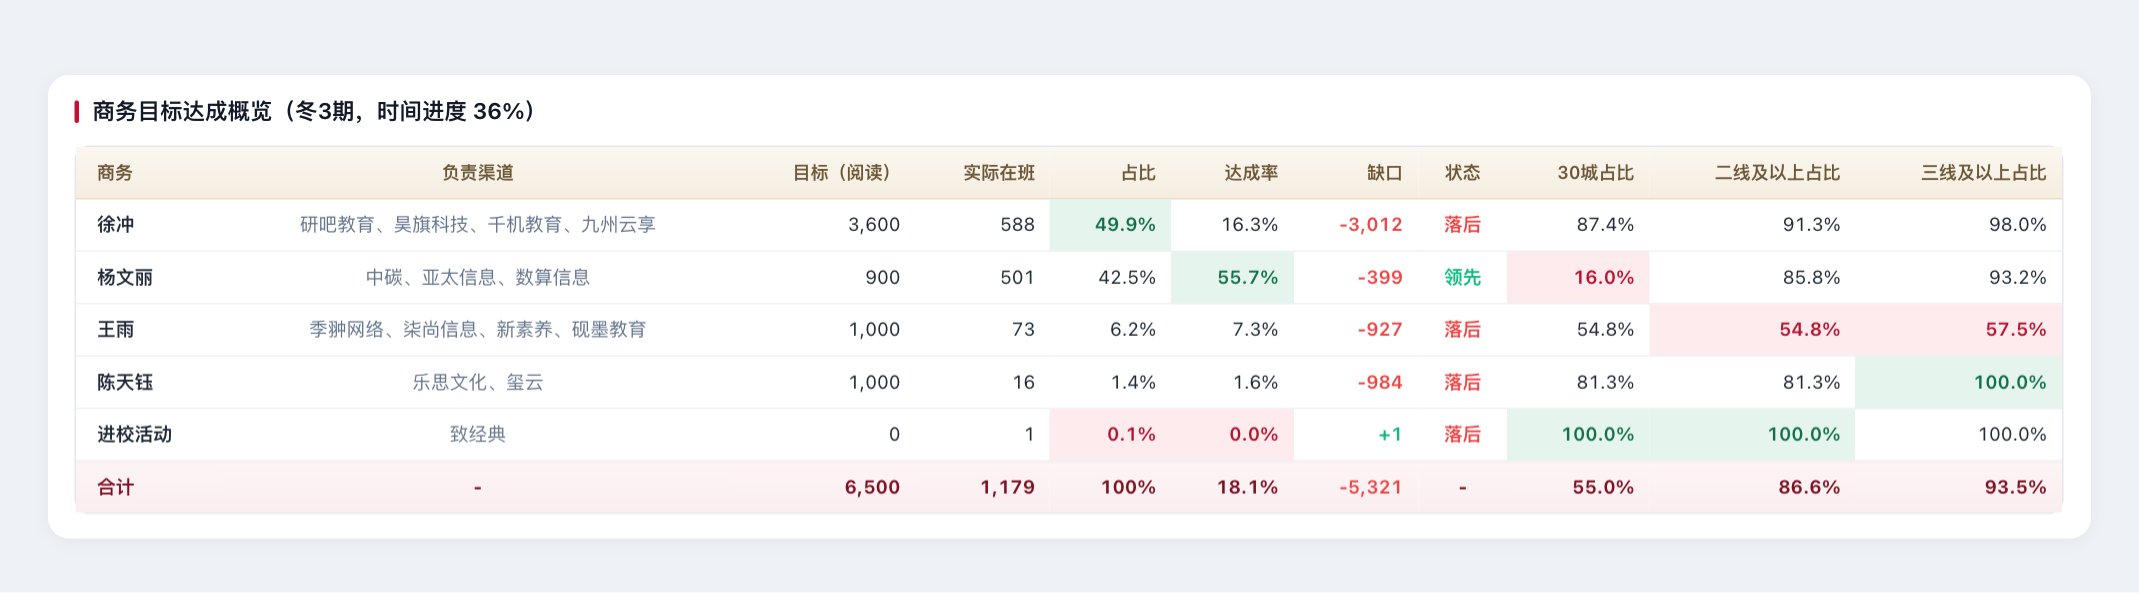 商务目标达成概览（冬3期，时间进度 36%）
商务 负责渠道 目标（阅读） 实际在班 占比 达成率 缺口 状态 30城占比 二线及以上占比 三线及以上占比
徐冲 研吧教育、昊旗科技、千机教育、九州云享 3,600 588 49.9% 16.3% -3,012 落后 87.4% 91.3% 98.0%
杨文丽 中碳、亚太信息、数算信息 900 501 42.5% 55.7% -399 领先 16.0% 85.8% 93.2%
王雨 季翀网络、柒尚信息、新素养、砚墨教育 1,000 73 6.2% 7.3% -927 落后 54.8% 54.8% 57.5%
陈天钰 乐思文化、玺云 1,000 16 1.4% 1.6% -984 落后 81.3% 81.3% 100.0%
进校活动 致经典 0 1 0.1% 0.0% +1 落后 100.0% 100.0% 100.0%
合计 - 6,500 1,179 100% 18.1% -5,321 - 55.0% 86.6% 93.5%